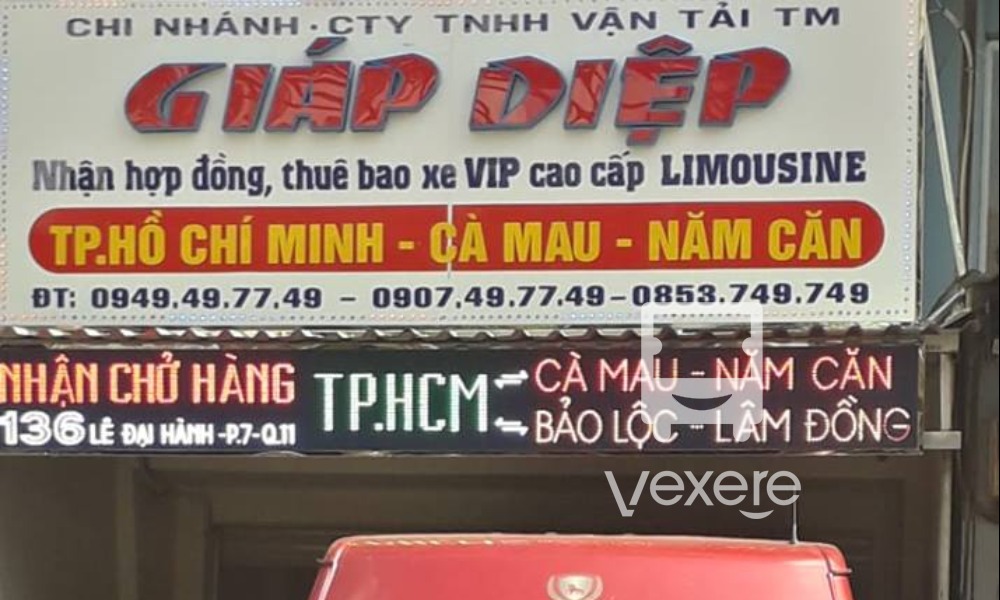 CHI NHÁNH · CTY TNHH VẬN TẢI TM
GIÁP DIỆP
Nhận hợp đồng, thuê bao xe VIP cao cấp LIMOUSINE
TP.HỒ CHÍ MINH - CÀ MAU - NĂM CĂN
ĐT: 0949.49.77.49 - 0907.49.77.49-0853.749.749
NHẬN CHỞ HÀNG
136 LÊ ĐẠI HÀNH -P.7-Q.11
TP.HCM ⇌ CÀ MAU - NĂM CĂN
⇌ BẢO LỘC - LÂM ĐỒNG
vexere